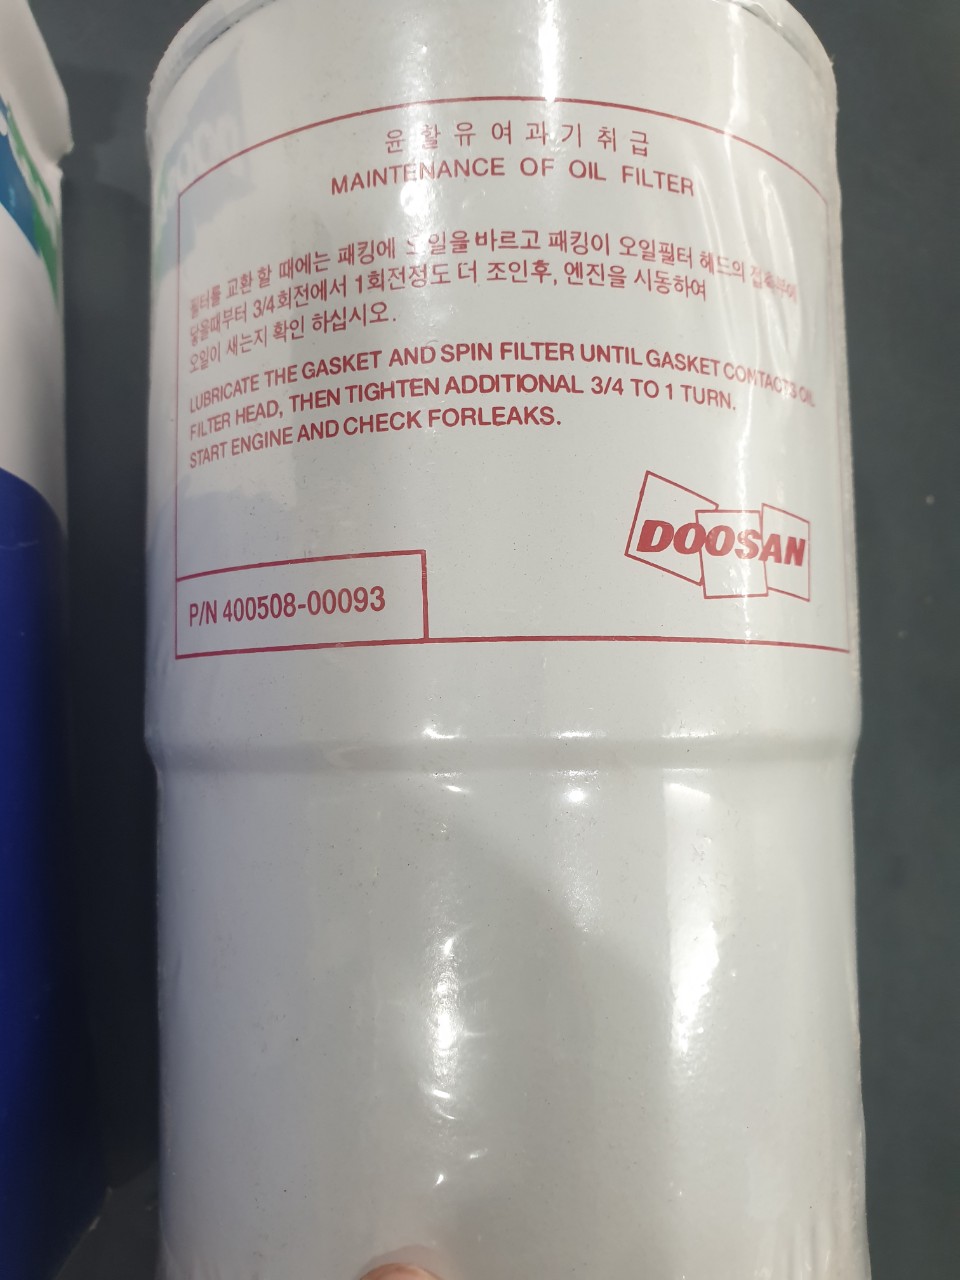 윤 활 유 여 과 기 취 급
MAINTENANCE OF OIL FILTER
필터를 교환 할 때에는 패킹에 오일을 바르고 패킹이 오일필터 헤드의 접촉부에
닿을때부터 3/4회전에서 1회전정도 더 조인후, 엔진을 시동하여
오일이 새는지 확인 하십시오.
LUBRICATE THE GASKET AND SPIN FILTER UNTIL GASKET CONTACTS OIL
FILTER HEAD, THEN TIGHTEN ADDITIONAL 3/4 TO 1 TURN.
START ENGINE AND CHECK FORLEAKS.
DOOSAN
P/N 400508-00093